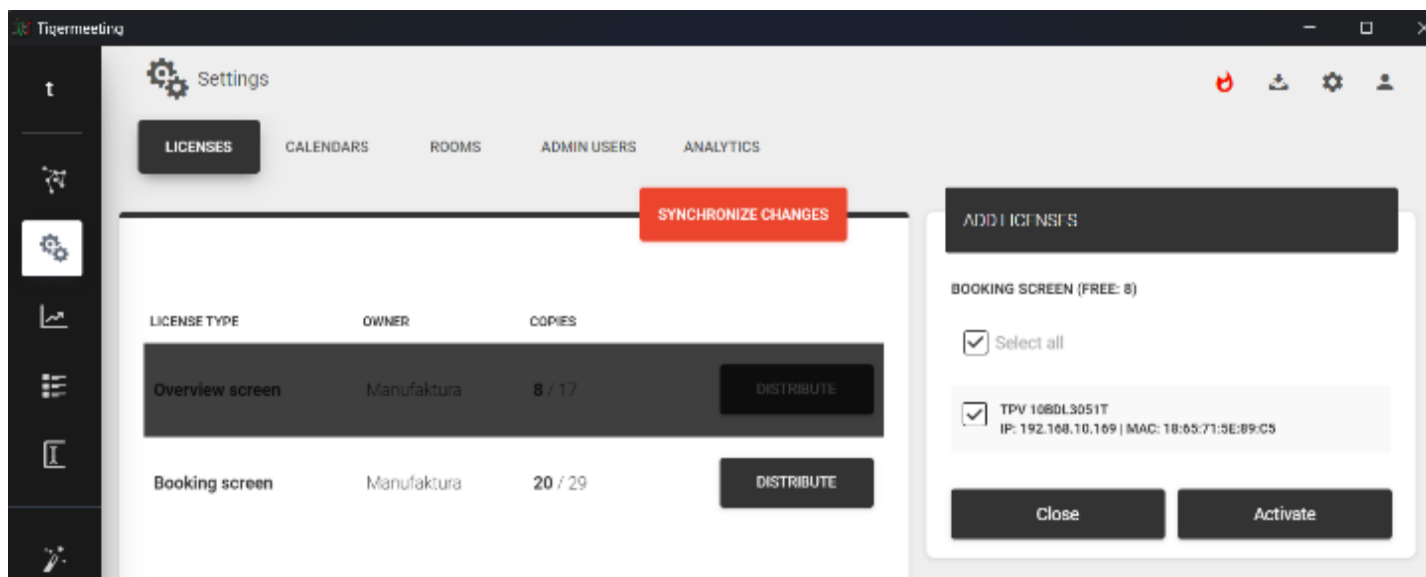 Tigermeeting
t
Settings
LICENSES CALENDARS ROOMS ADMIN USERS ANALYTICS
SYNCHRONIZE CHANGES
LICENSE TYPE OWNER COPIES
Overview screen Manufaktura 8 / 17 DISTRIBUTE
Booking screen Manufaktura 20 / 29 DISTRIBUTE
ADD LICENSES
BOOKING SCREEN (FREE: 8)
Select all
TPV 10BDL3051T
IP: 192.168.10.169 | MAC: 18:65:71:5E:89:C5
Close Activate